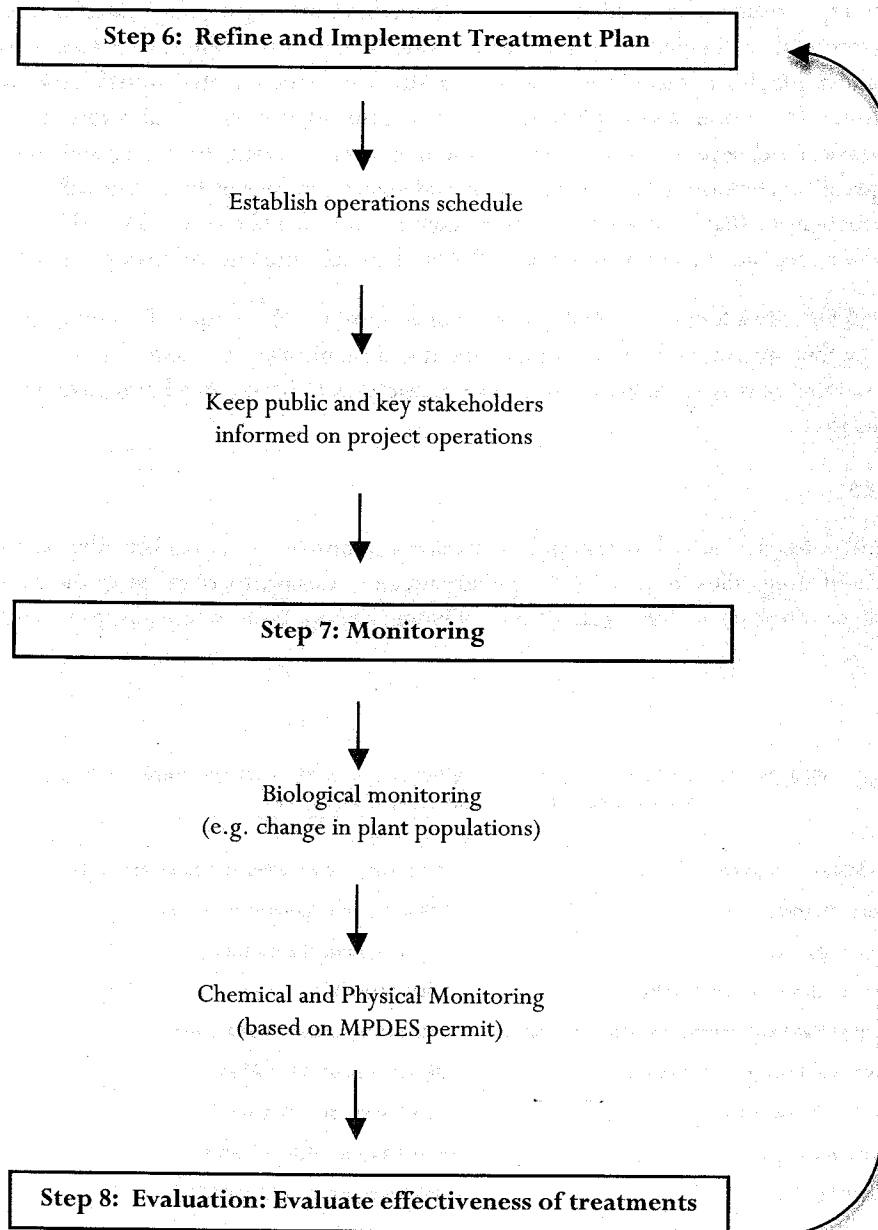 Step 6: Refine and Implement Treatment Plan
Establish operations schedule
Keep public and key stakeholders
informed on project operations
Step 7: Monitoring
Biological monitoring
(e.g. change in plant populations)
Chemical and Physical Monitoring
(based on MPDES permit)
Step 8: Evaluation: Evaluate effectiveness of treatments